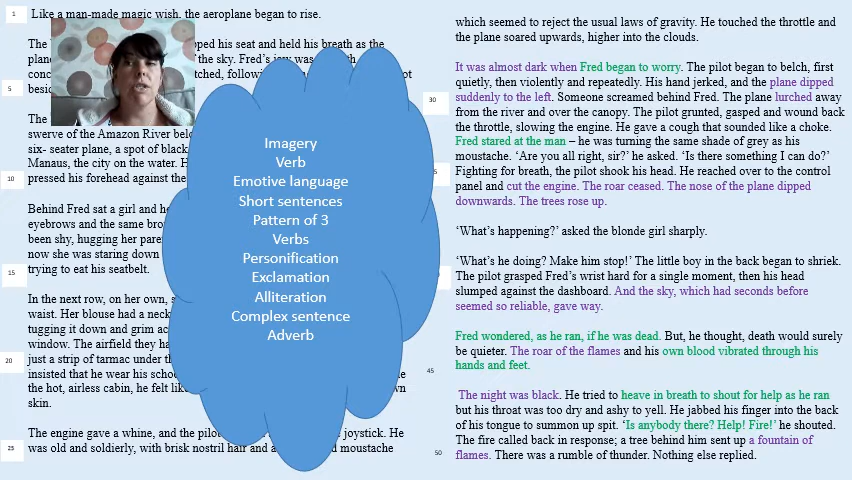 1 Like a man-made magic wish, the aeroplane began to rise.
The pped his seat and held his breath as the
plane of the sky. Fred's jaw was
conc tched, follow
5 besid ot
The
swerve of the Amazon River belo
six- seater plane, a spot of black
Manaus, the city on the water. H
10 pressed his forehead against the
Behind Fred sat a girl and he
eyebrows and the same bro
been shy, hugging her pare
now she was staring down
15 trying to eat his seatbelt.
In the next row, on her own, s
waist. Her blouse had a neck
tugging it down and grim ac
window. The airfield they ha
20 just a strip of tarmac under th
insisted that he wear his schoo
the hot, airless cabin, he felt like wn
skin.
The engine gave a whine, and the pilot joystick. He
25 was old and soldierly, with brisk nostril hair and a moustache
Imagery
Verb
Emotive language
Short sentences
Pattern of 3
Verbs
Personification
Exclamation
Alliteration
Complex sentence
Adverb
which seemed to reject the usual laws of gravity. He touched the throttle and
the plane soared upwards, higher into the clouds.
It was almost dark when Fred began to worry. The pilot began to belch, first
quietly, then violently and repeatedly. His hand jerked, and the plane dipped
30 suddenly to the left. Someone screamed behind Fred. The plane lurched away
from the river and over the canopy. The pilot grunted, gasped and wound back
the throttle, slowing the engine. He gave a cough that sounded like a choke.
Fred stared at the man – he was turning the same shade of grey as his
moustache. ‘Are you all right, sir?’ he asked. ‘Is there something I can do?’
5 Fighting for breath, the pilot shook his head. He reached over to the control
panel and cut the engine. The roar ceased. The nose of the plane dipped
downwards. The trees rose up.
‘What’s happening?’ asked the blonde girl sharply.
‘What’s he doing? Make him stop!’ The little boy in the back began to shriek.
The pilot grasped Fred’s wrist hard for a single moment, then his head
slumped against the dashboard. And the sky, which had seconds before
seemed so reliable, gave way.
Fred wondered, as he ran, if he was dead. But, he thought, death would surely
be quieter. The roar of the flames and his own blood vibrated through his
45 hands and feet.
The night was black. He tried to heave in breath to shout for help as he ran
but his throat was too dry and ashy to yell. He jabbed his finger into the back
of his tongue to summon up spit. ‘Is anybody there? Help! Fire!’ he shouted.
The fire called back in response; a tree behind him sent up a fountain of
50 flames. There was a rumble of thunder. Nothing else replied.